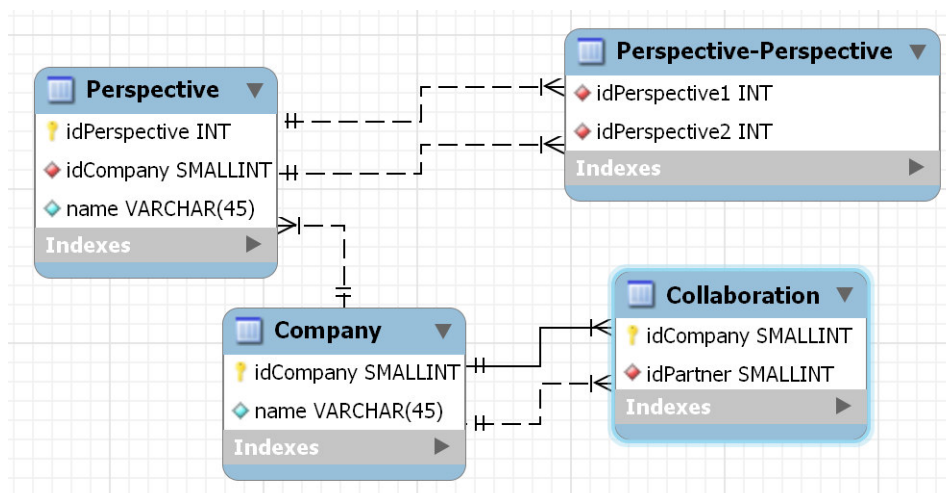 Perspective
idPerspective INT
idCompany SMALLINT
name VARCHAR(45)
Indexes
Perspective-Perspective
idPerspective1 INT
idPerspective2 INT
Indexes
Company
idCompany SMALLINT
name VARCHAR(45)
Indexes
Collaboration
idCompany SMALLINT
idPartner SMALLINT
Indexes